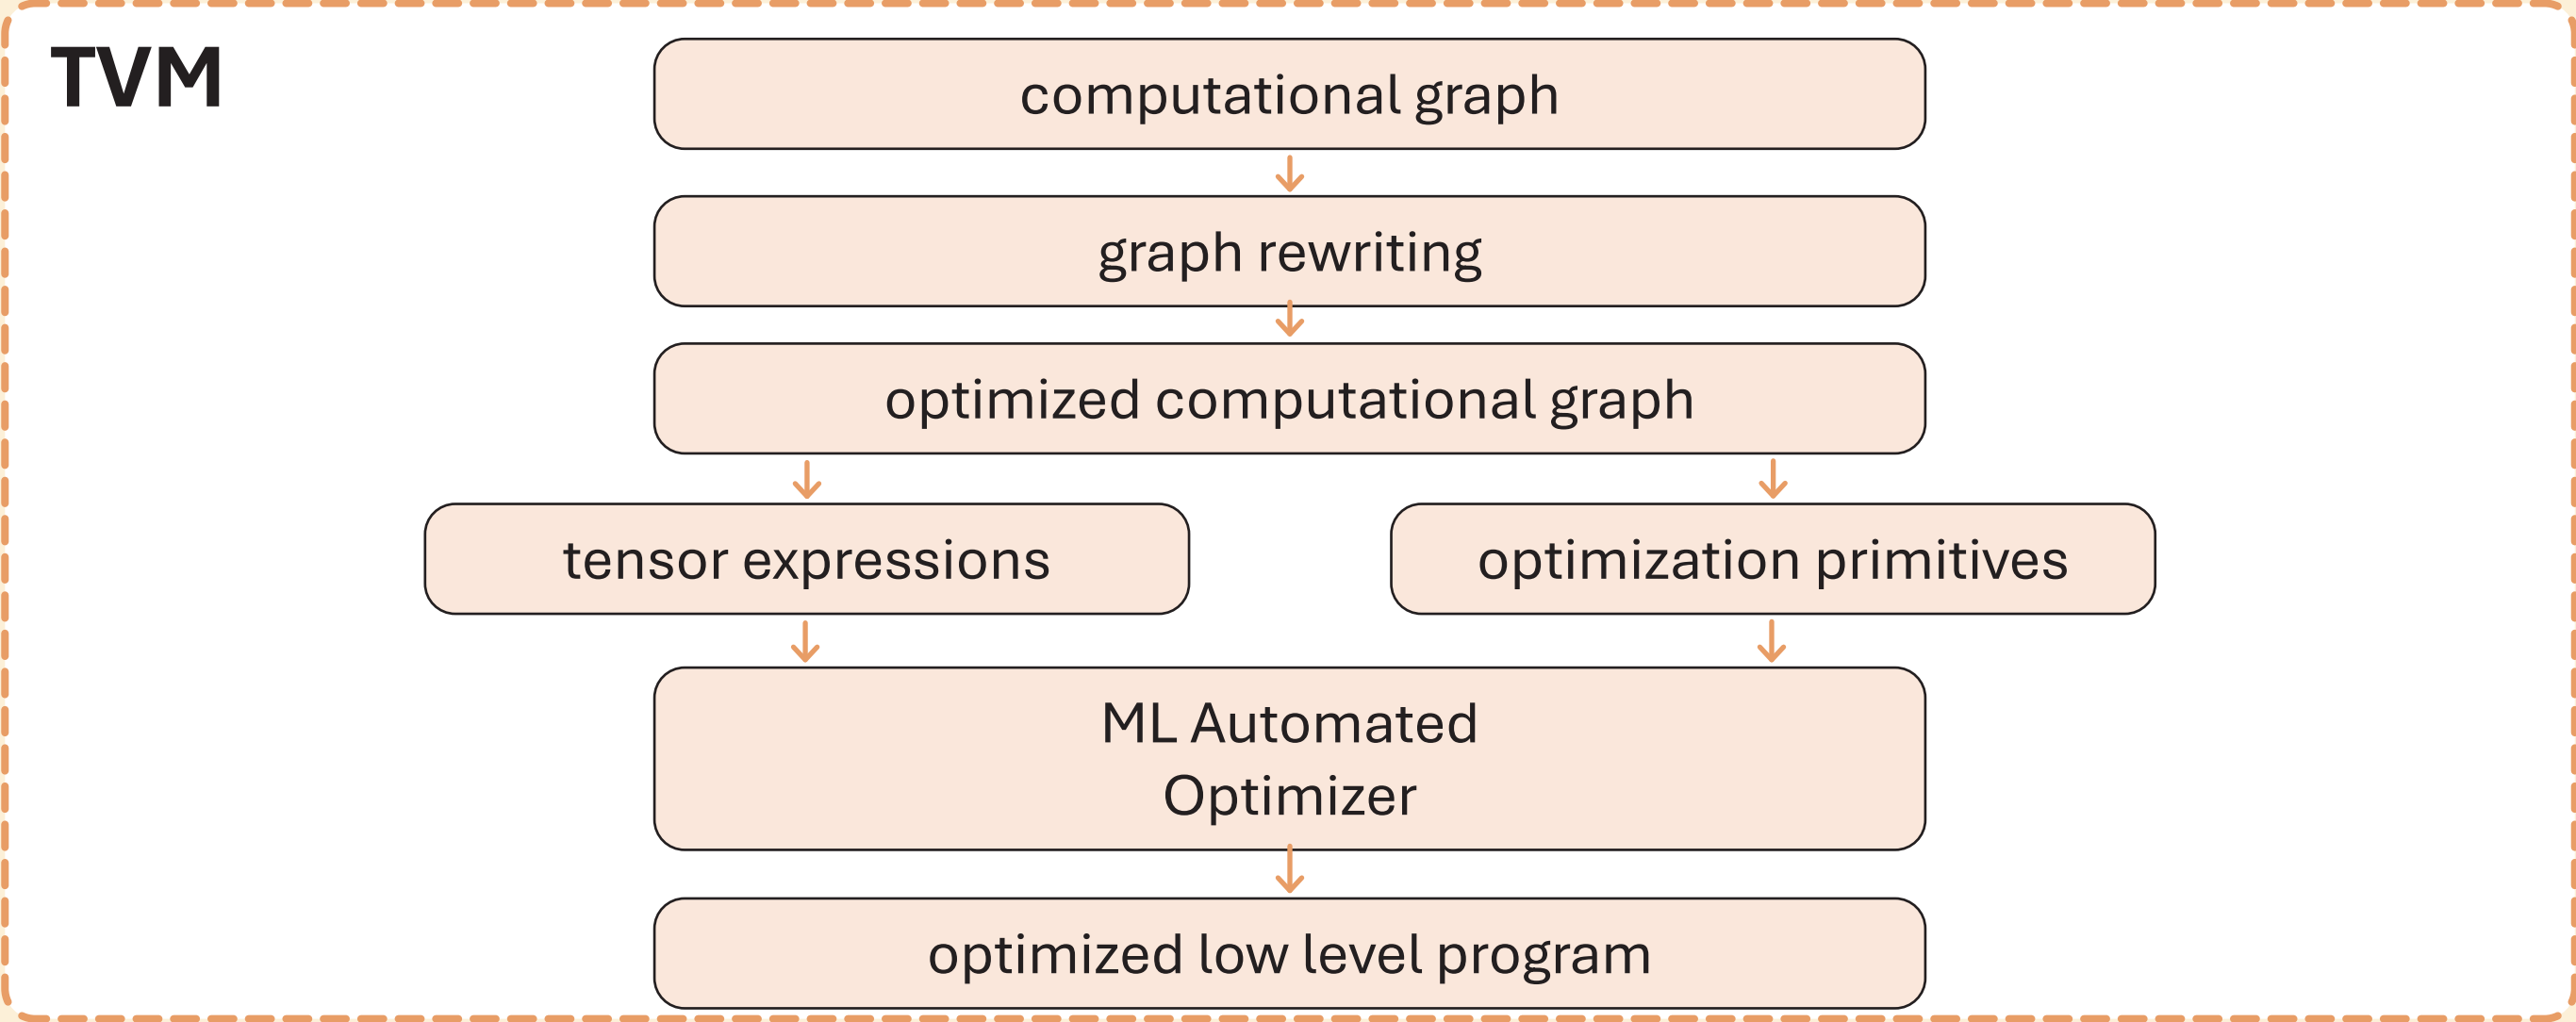 TVM
computational graph
graph rewriting
optimized computational graph
tensor expressions
optimization primitives
ML Automated
Optimizer
optimized low level program